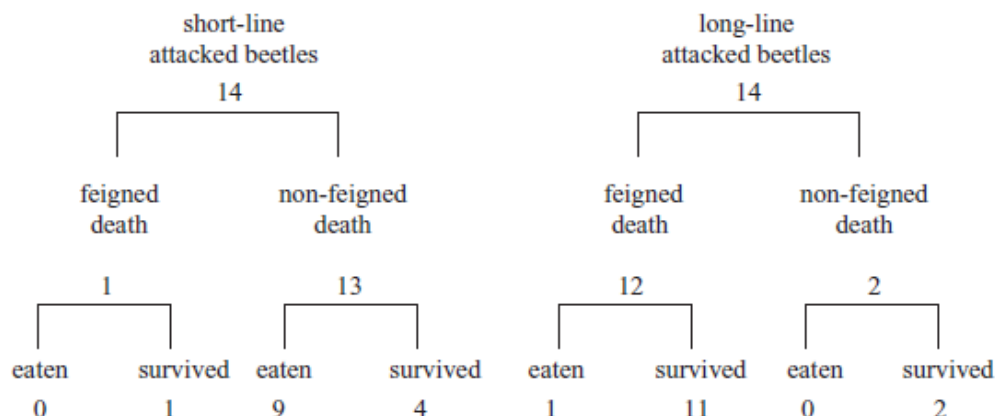 short-line
attacked beetles
14
long-line
attacked beetles
14
feigned
death
non-feigned
death
feigned
death
non-feigned
death
1
13
12
2
eaten survived eaten survived eaten survived eaten survived
0 1 9 4 1 11 0 2